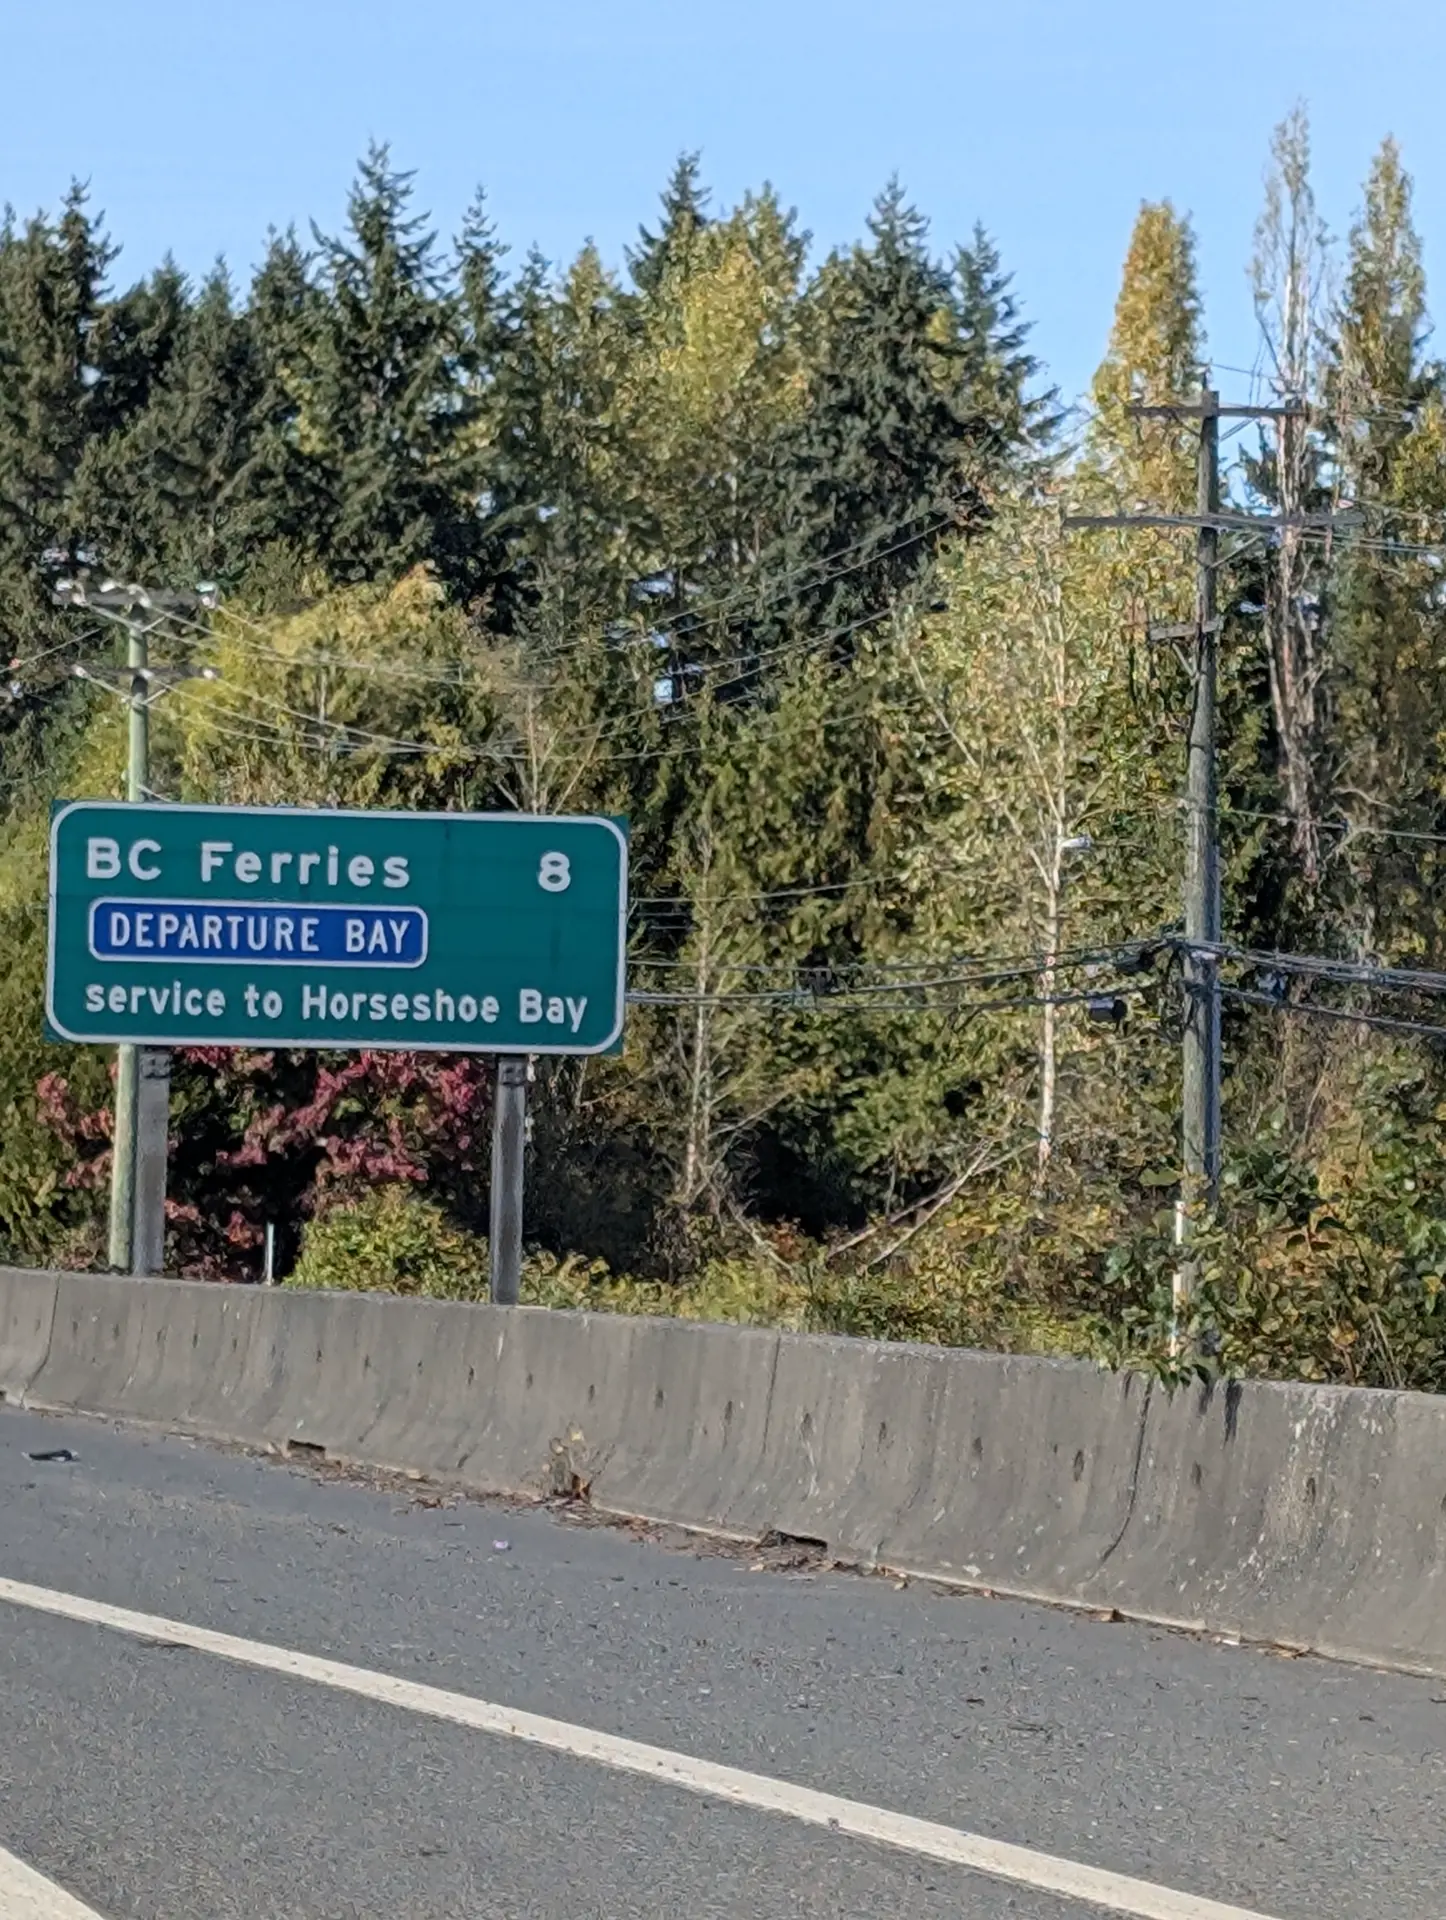 BC Ferries 8
DEPARTURE BAY
service to Horseshoe Bay